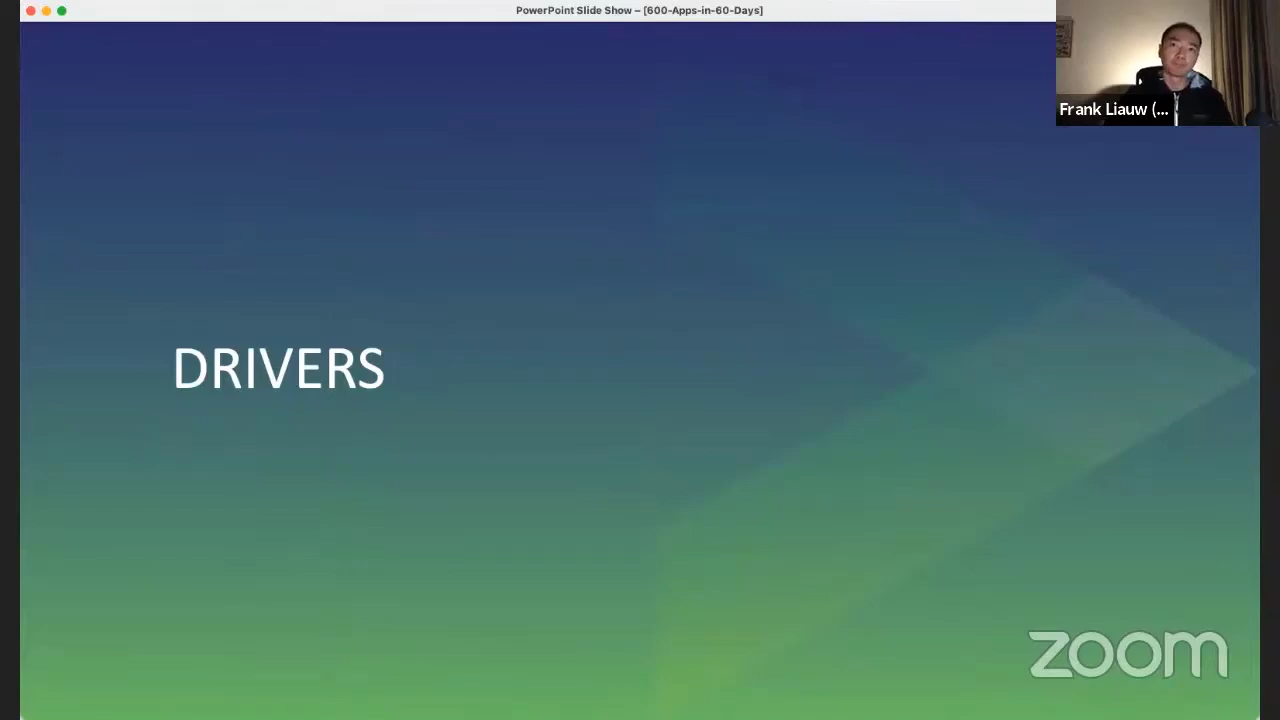 PowerPoint Slide Show – [600-Apps-in-60-Days]
Frank Liauw (...
DRIVERS
zoom